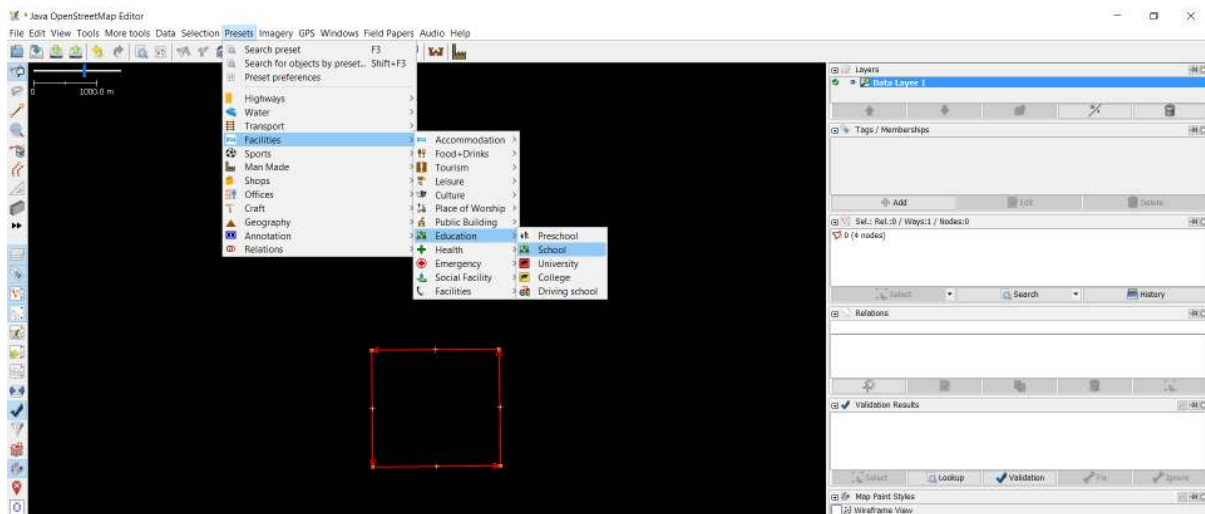 * Java OpenStreetMap Editor
File Edit View Tools More tools Data Selection Presets Imagery GPS Windows Field Papers Audio Help
Search preset F3
Search for objects by preset... Shift+F3
Preset preferences
0 1000.0 m
Highways
Water
Transport
Facilities
Sports
Man Made
Shops
Offices
Craft
Geography
Annotation
Relations
Accommodation
Food+Drinks
Tourism
Leisure
Culture
Place of Worship
Public Building
Education
Health
Emergency
Social Facility
Facilities
Preschool
School
University
College
Driving school
Layers
Data Layer 1
Tags / Memberships
Add Edit Delete
Sel.: Rel.:0 / Ways:1 / Nodes:0
0 (4 nodes)
Select Search History
Relations
Validation Results
Select Lookup Validation Fix Ignore
Map Paint Styles
Wireframe View